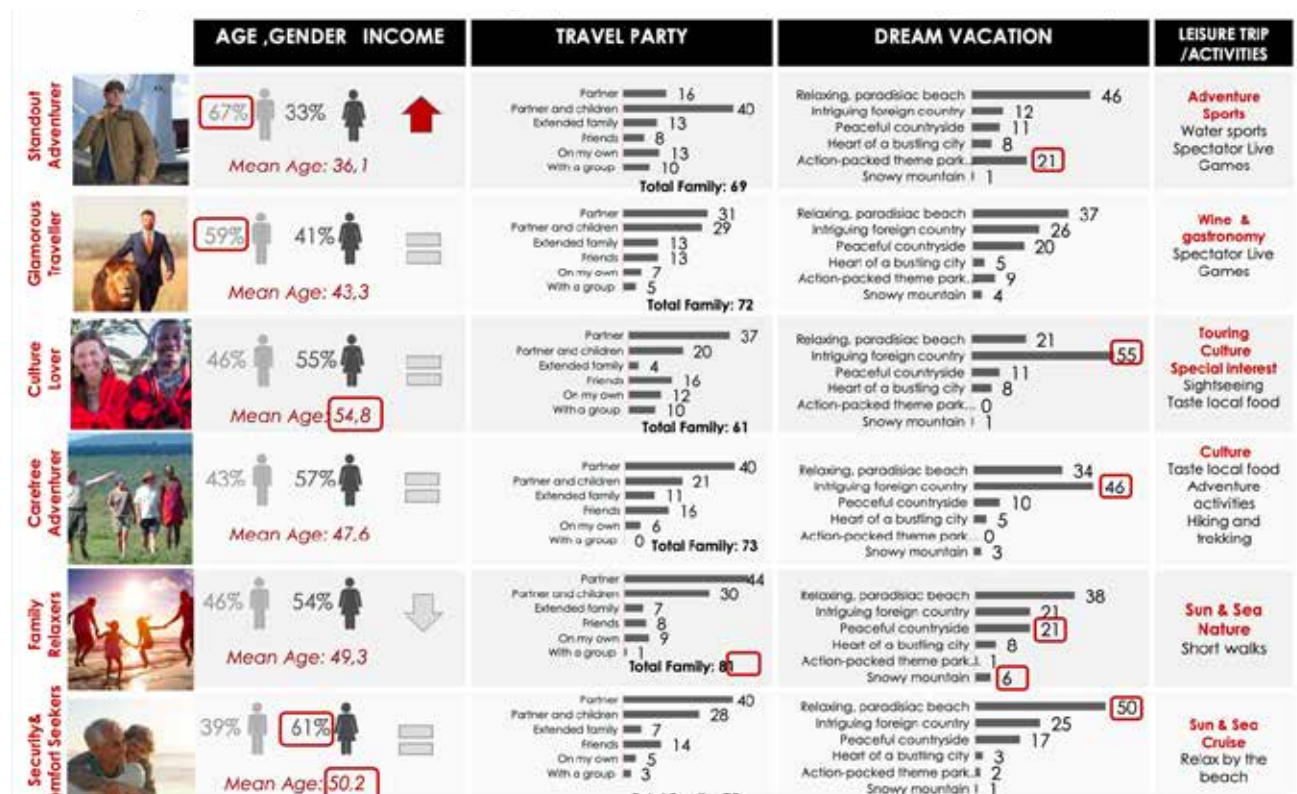 AGE ,GENDER INCOME
TRAVEL PARTY
DREAM VACATION
LEISURE TRIP
/ACTIVITIES
Standout
Adventurer
67% 33%
Mean Age: 36,1
Partner 16
Partner and children 40
Extended family 13
Friends 8
On my own 13
With a group 10
Total Family: 69
Relaxing, paradisiac beach 46
Intriguing foreign country 12
Peaceful countryside 11
Heart of a bustling city 8
Action-packed theme park... 21
Snowy mountain 1
Adventure
Sports
Water sports
Spectator Live
Games
Glamorous
Traveller
59% 41%
Mean Age: 43,3
Partner 31
Partner and children 29
Extended family 13
Friends 13
On my own 7
With a group 5
Total Family: 72
Relaxing, paradisiac beach 37
Intriguing foreign country 26
Peaceful countryside 20
Heart of a bustling city 5
Action-packed theme park... 9
Snowy mountain 4
Wine &
gastronomy
Spectator Live
Games
Culture
Lover
46% 55%
Mean Age: 54,8
Partner 37
Partner and children 20
Extended family 4
Friends 16
On my own 12
With a group 10
Total Family: 61
Relaxing, paradisiac beach 21
Intriguing foreign country 55
Peaceful countryside 11
Heart of a bustling city 8
Action-packed theme park... 0
Snowy mountain 1
Touring
Culture
Special interest
Sightseeing
Taste local food
Carefree
Adventurer
43% 57%
Mean Age: 47.6
Partner 40
Partner and children 21
Extended family 11
Friends 16
On my own 6
With a group 0
Total Family: 73
Relaxing, paradisiac beach 34
Intriguing foreign country 46
Peaceful countryside 10
Heart of a bustling city 5
Action-packed theme park... 0
Snowy mountain 3
Culture
Taste local food
Adventure
activities
Hiking and
trekking
Family
Relaxers
46% 54%
Mean Age: 49,3
Partner 44
Partner and children 30
Extended family 7
Friends 8
On my own 9
With a group 1
Total Family: 81
Relaxing, paradisiac beach 38
Intriguing foreign country 21
Peaceful countryside 21
Heart of a bustling city 8
Action-packed theme park... 1
Snowy mountain 6
Sun & Sea
Nature
Short walks
Security&
mfort Seekers
39% 61%
Mean Age: 50,2
Partner 40
Partner and children 28
Extended family 7
Friends 14
On my own 5
With a group 3
Relaxing, paradisiac beach 50
Intriguing foreign country 25
Peaceful countryside 17
Heart of a bustling city 3
Action-packed theme park... 2
Snowy mountain 1
Sun & Sea
Cruise
Relax by the
beach